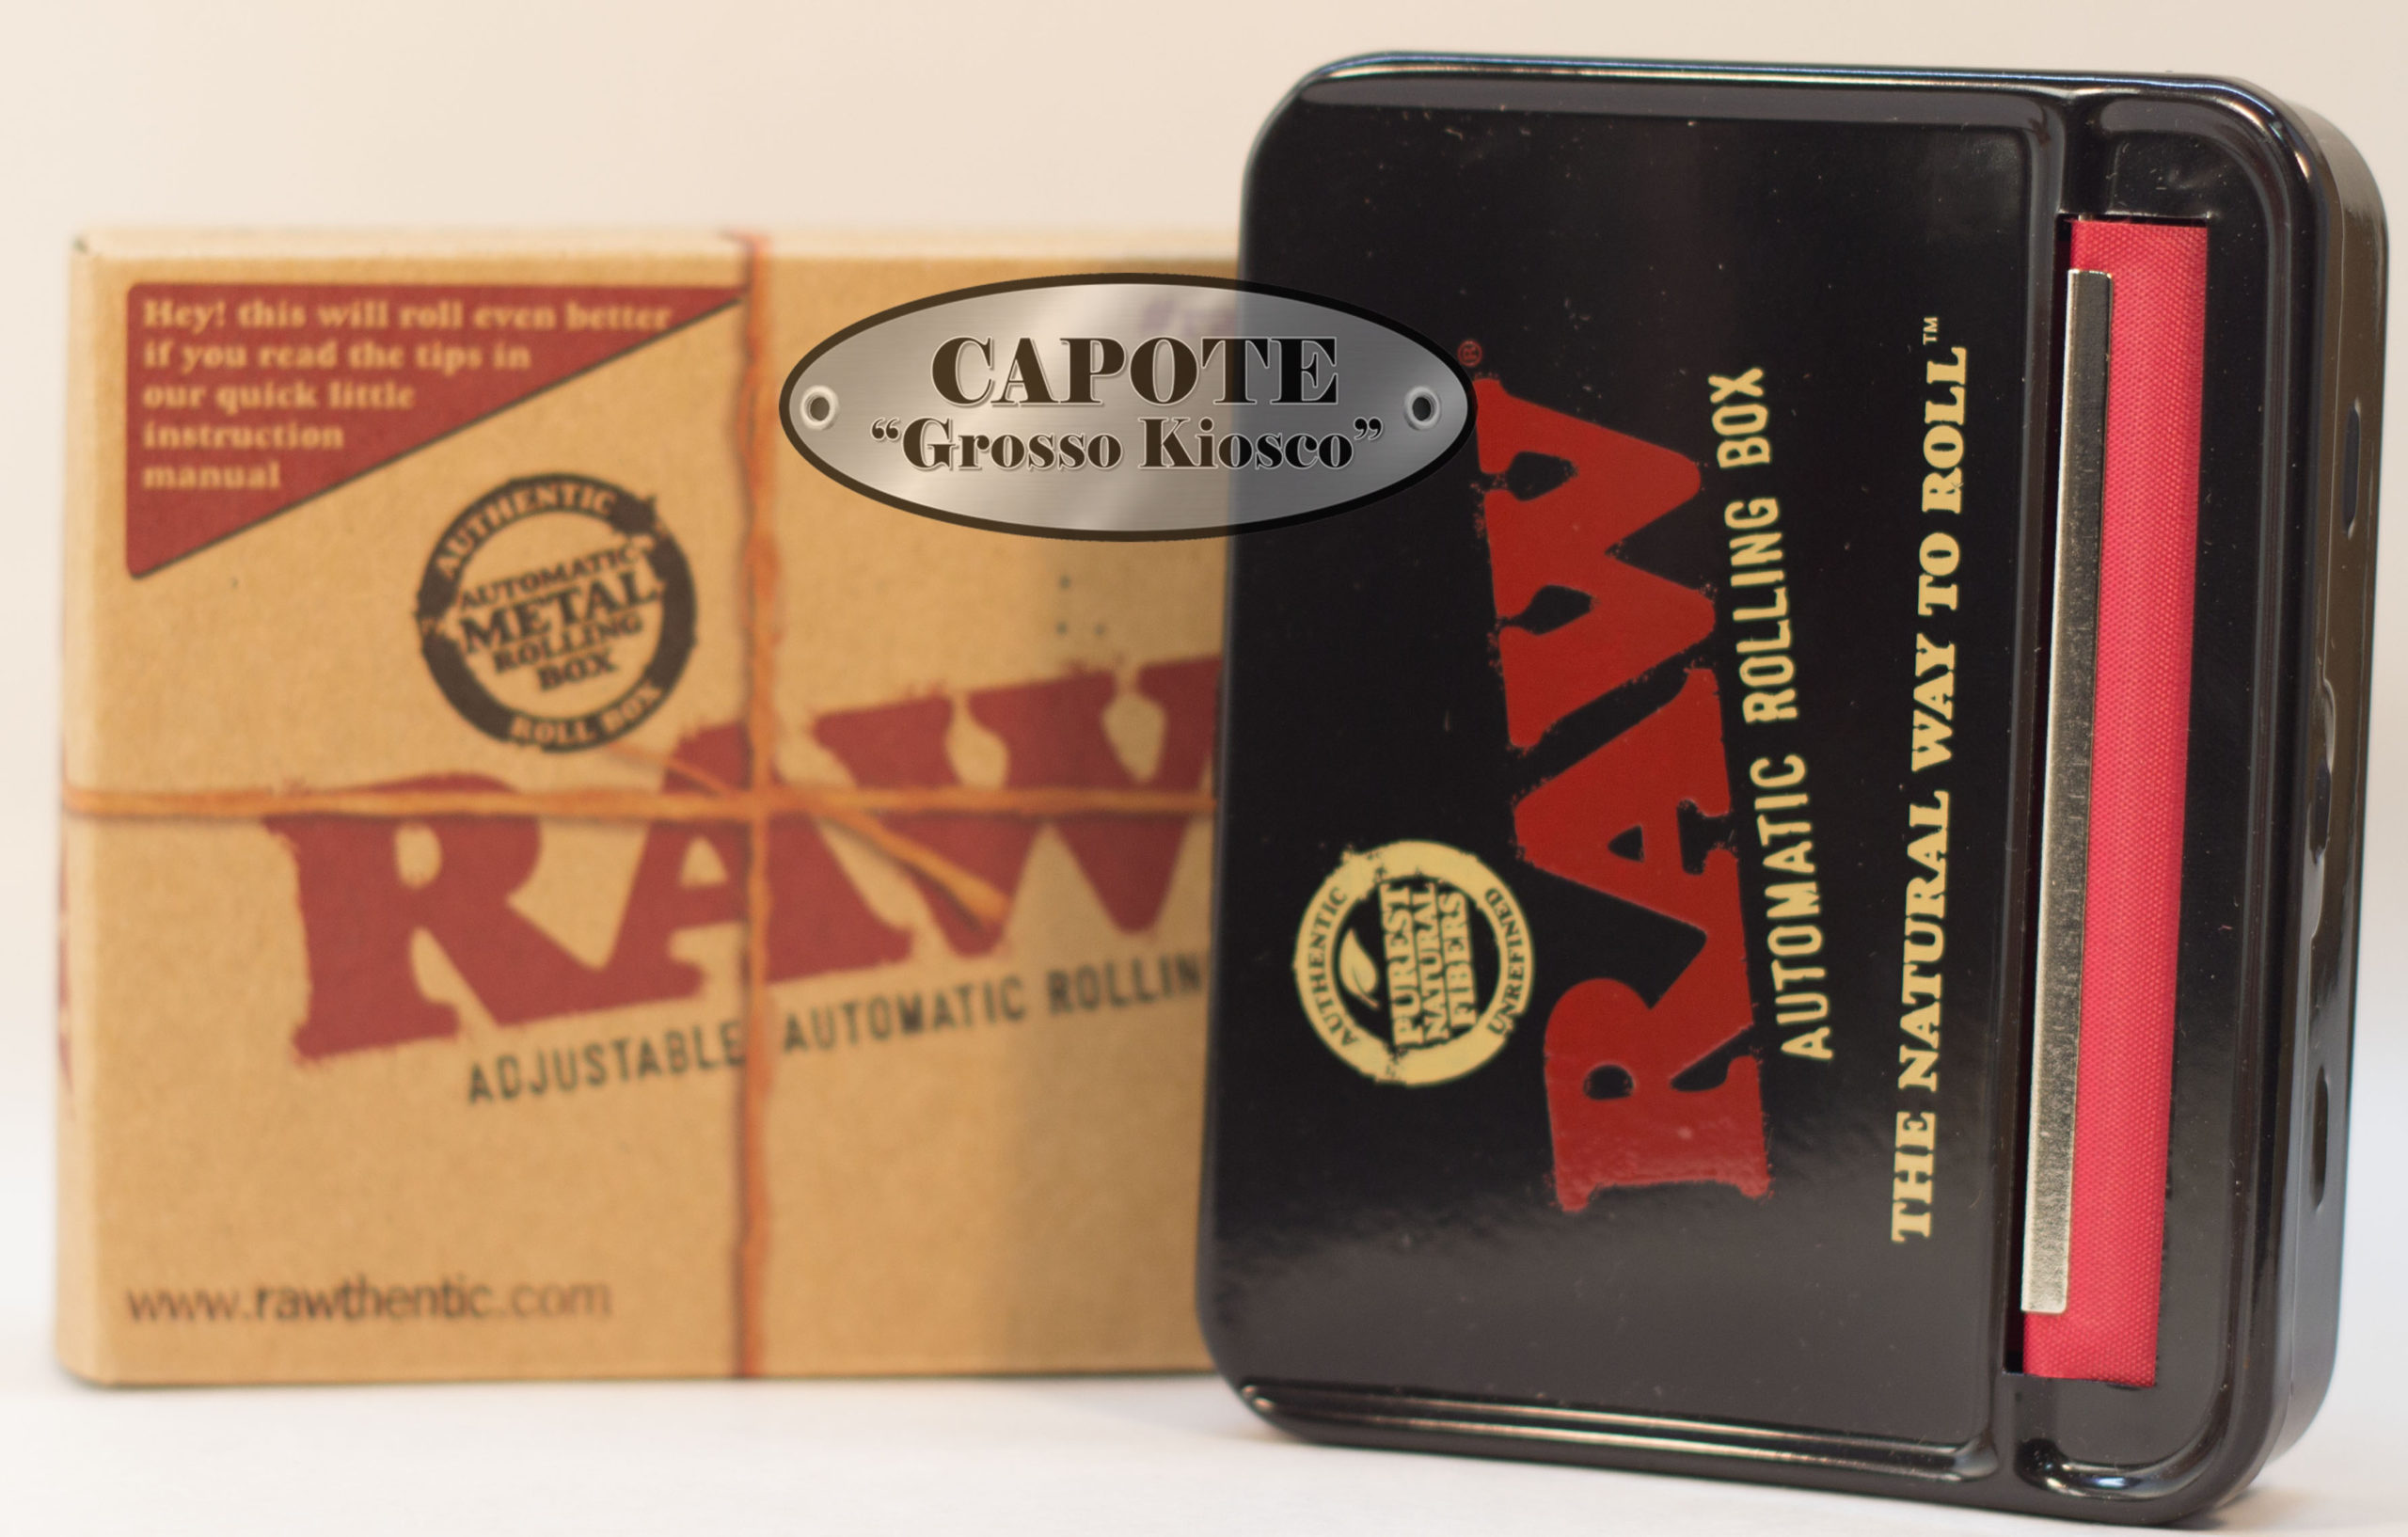 Hey! this will roll even better
if you read the tips in
our quick little
instruction
manual
AUTHENTIC
AUTOMATIC
METAL
ROLLING
BOX
ROLL BOX
RAW
ADJUSTABLE AUTOMATIC ROLLIN
www.rawthentic.com
CAPOTE
“Grosso Kiosco”
AUTHENTIC
PUREST
NATURAL
FIBERS
UNREFINED
RAW®
AUTOMATIC ROLLING BOX
THE NATURAL WAY TO ROLL™